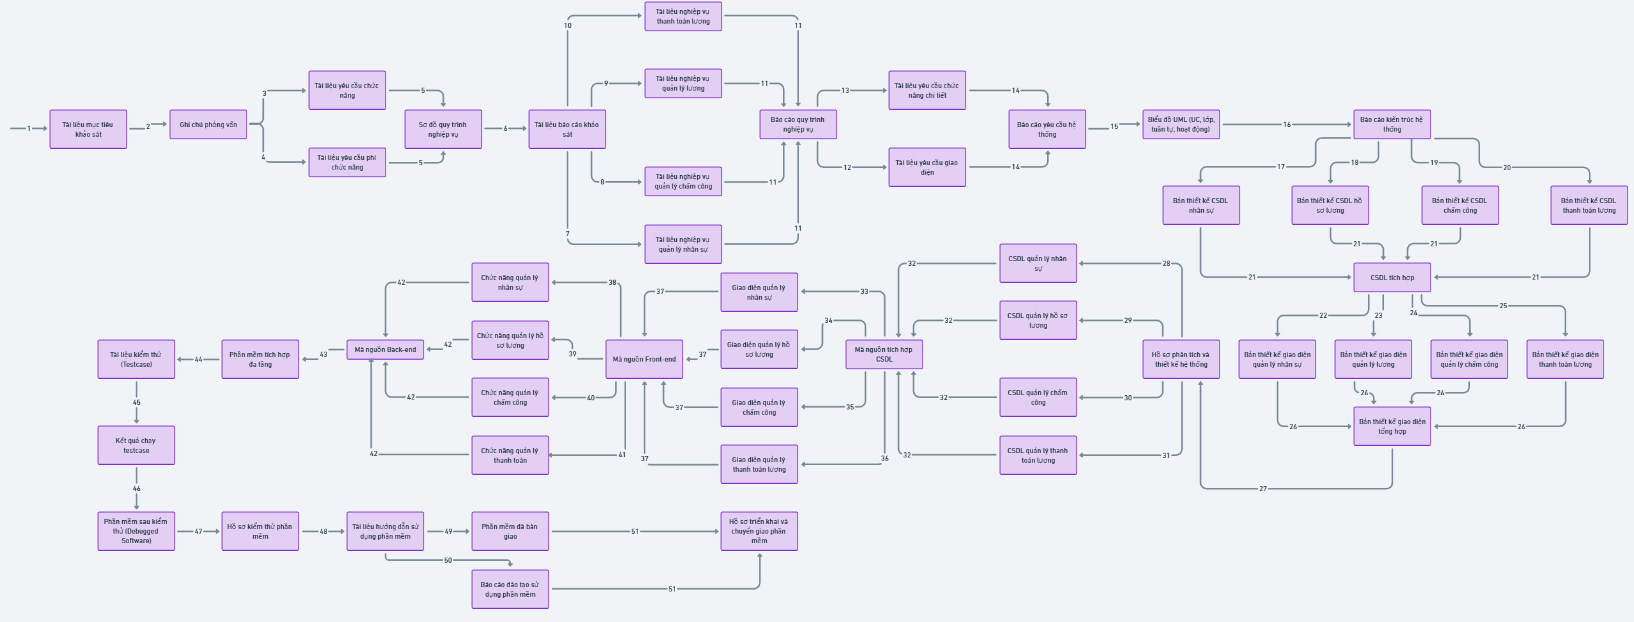 1
Tài liệu mục tiêu
khảo sát
2
Ghi chú phỏng vấn
3
4
Tài liệu yêu cầu chức
năng
Tài liệu yêu cầu phi
chức năng
5
5
Sơ đồ quy trình
nghiệp vụ
6
Tài liệu báo cáo khảo
sát
10
9
8
7
Tài liệu nghiệp vụ
thanh toán lương
Tài liệu nghiệp vụ
quản lý lương
Tài liệu nghiệp vụ
quản lý chấm công
Tài liệu nghiệp vụ
quản lý nhân sự
11
11
11
11
Báo cáo quy trình
nghiệp vụ
13
12
Tài liệu yêu cầu chức
năng chi tiết
Tài liệu yêu cầu giao
diện
14
14
Báo cáo yêu cầu hệ
thống
15
Biểu đồ UML (UC, lớp,
tuần tự, hoạt động)
16
Báo cáo kiến trúc hệ
thống
17
18
19
20
Bản thiết kế CSDL
nhân sự
Bản thiết kế CSDL hồ
sơ lương
Bản thiết kế CSDL
chấm công
Bản thiết kế CSDL
thanh toán lương
21
21
21
21
CSDL tích hợp
22
23
24
25
Bản thiết kế giao diện
quản lý nhân sự
Bản thiết kế giao diện
quản lý lương
Bản thiết kế giao diện
quản lý chấm công
Bản thiết kế giao diện
thanh toán lương
26
26
26
26
Bản thiết kế giao diện
tổng hợp
27
Hồ sơ phân tích và
thiết kế hệ thống
28
29
30
31
CSDL quản lý nhân
sự
CSDL quản lý hồ sơ
lương
CSDL quản lý chấm
công
CSDL quản lý thanh
toán lương
32
32
32
32
Mã nguồn tích hợp
CSDL
33
34
35
36
Giao diện quản lý
nhân sự
Giao diện quản lý hồ
sơ lương
Giao diện quản lý
chấm công
Giao diện quản lý
thanh toán lương
37
37
37
37
Mã nguồn Front-end
38
39
40
41
Chức năng quản lý
nhân sự
Chức năng quản lý hồ
sơ lương
Chức năng quản lý
chấm công
Chức năng quản lý
thanh toán
42
42
42
42
Mã nguồn Back-end
43
Phần mềm tích hợp
đa tầng
44
Tài liệu kiểm thử
(Testcase)
45
Kết quả chạy
testcase
46
Phần mềm sau kiểm
thử (Debugged
Software)
47
Hồ sơ kiểm thử phần
mềm
48
Tài liệu hướng dẫn sử
dụng phần mềm
49
50
Phần mềm đã bàn
giao
Báo cáo đào tạo sử
dụng phần mềm
51
51
Hồ sơ triển khai và
chuyển giao phần
mềm